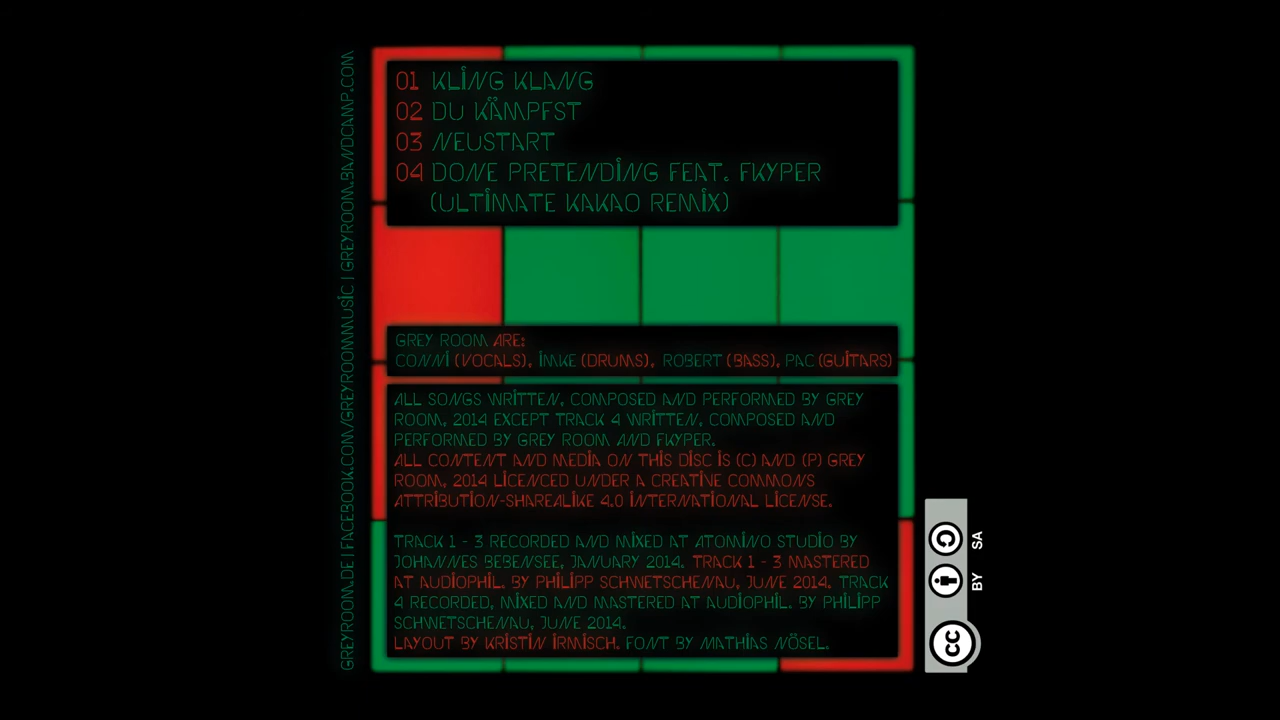 GREYROOM.DE | FACEBOOK.COM/GREYROOMMUSIC | GREYROOM.BANDCAMP.COM
01 KLING KLANG
02 DU KÄMPFST
03 NEUSTART
04 DONE PRETENDING FEAT. FKYPER
(ULTIMATE KAKAO REMIX)
GREY ROOM ARE:
CONNI (VOCALS), IMKE (DRUMS), ROBERT (BASS), PAC (GUITARS)
ALL SONGS WRITTEN, COMPOSED AND PERFORMED BY GREY
ROOM, 2014 EXCEPT TRACK 4 WRITTEN, COMPOSED AND
PERFORMED BY GREY ROOM AND FKYPER.
ALL CONTENT AND MEDIA ON THIS DISC IS (C) AND (P) GREY
ROOM, 2014 LICENCED UNDER A CREATIVE COMMONS
ATTRIBUTION-SHAREALIKE 4.0 INTERNATIONAL LICENSE.
TRACK 1 - 3 RECORDED AND MIXED AT ATOMINO STUDIO BY
JOHANNES BEBENSEE, JANUARY 2014. TRACK 1 - 3 MASTERED
AT AUDIOPHIL. BY PHILIPP SCHWETSCHENAU, JUNE 2014. TRACK
4 RECORDED, MIXED AND MASTERED AT AUDIOPHIL. BY PHILIPP
SCHWETSCHENAU, JUNE 2014.
LAYOUT BY KRISTIN IRMISCH. FONT BY MATHIAS NÖSEL.
CC BY SA